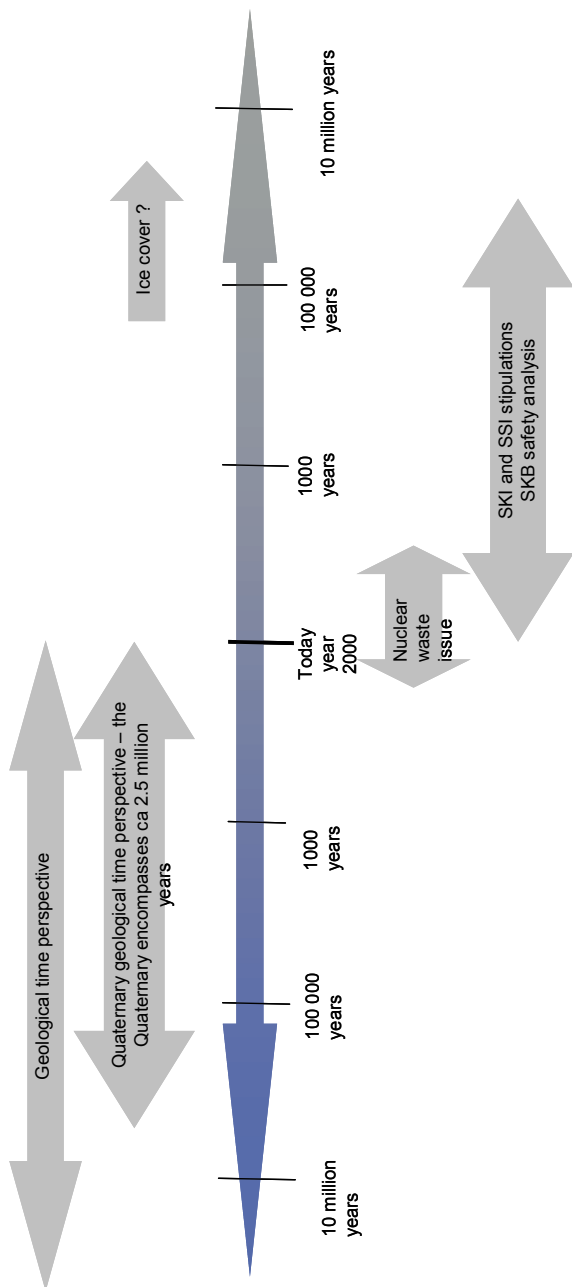 Geological time perspective
Quaternary geological time perspective – the
Quaternary encompasses ca 2.5 million
years
Ice cover ?
10 million
years
100 000
years
1000
years
Today
year
2000
1000
years
100 000
years
10 million years
Nuclear
waste
issue
SKI and SSI stipulations
SKB safety analysis